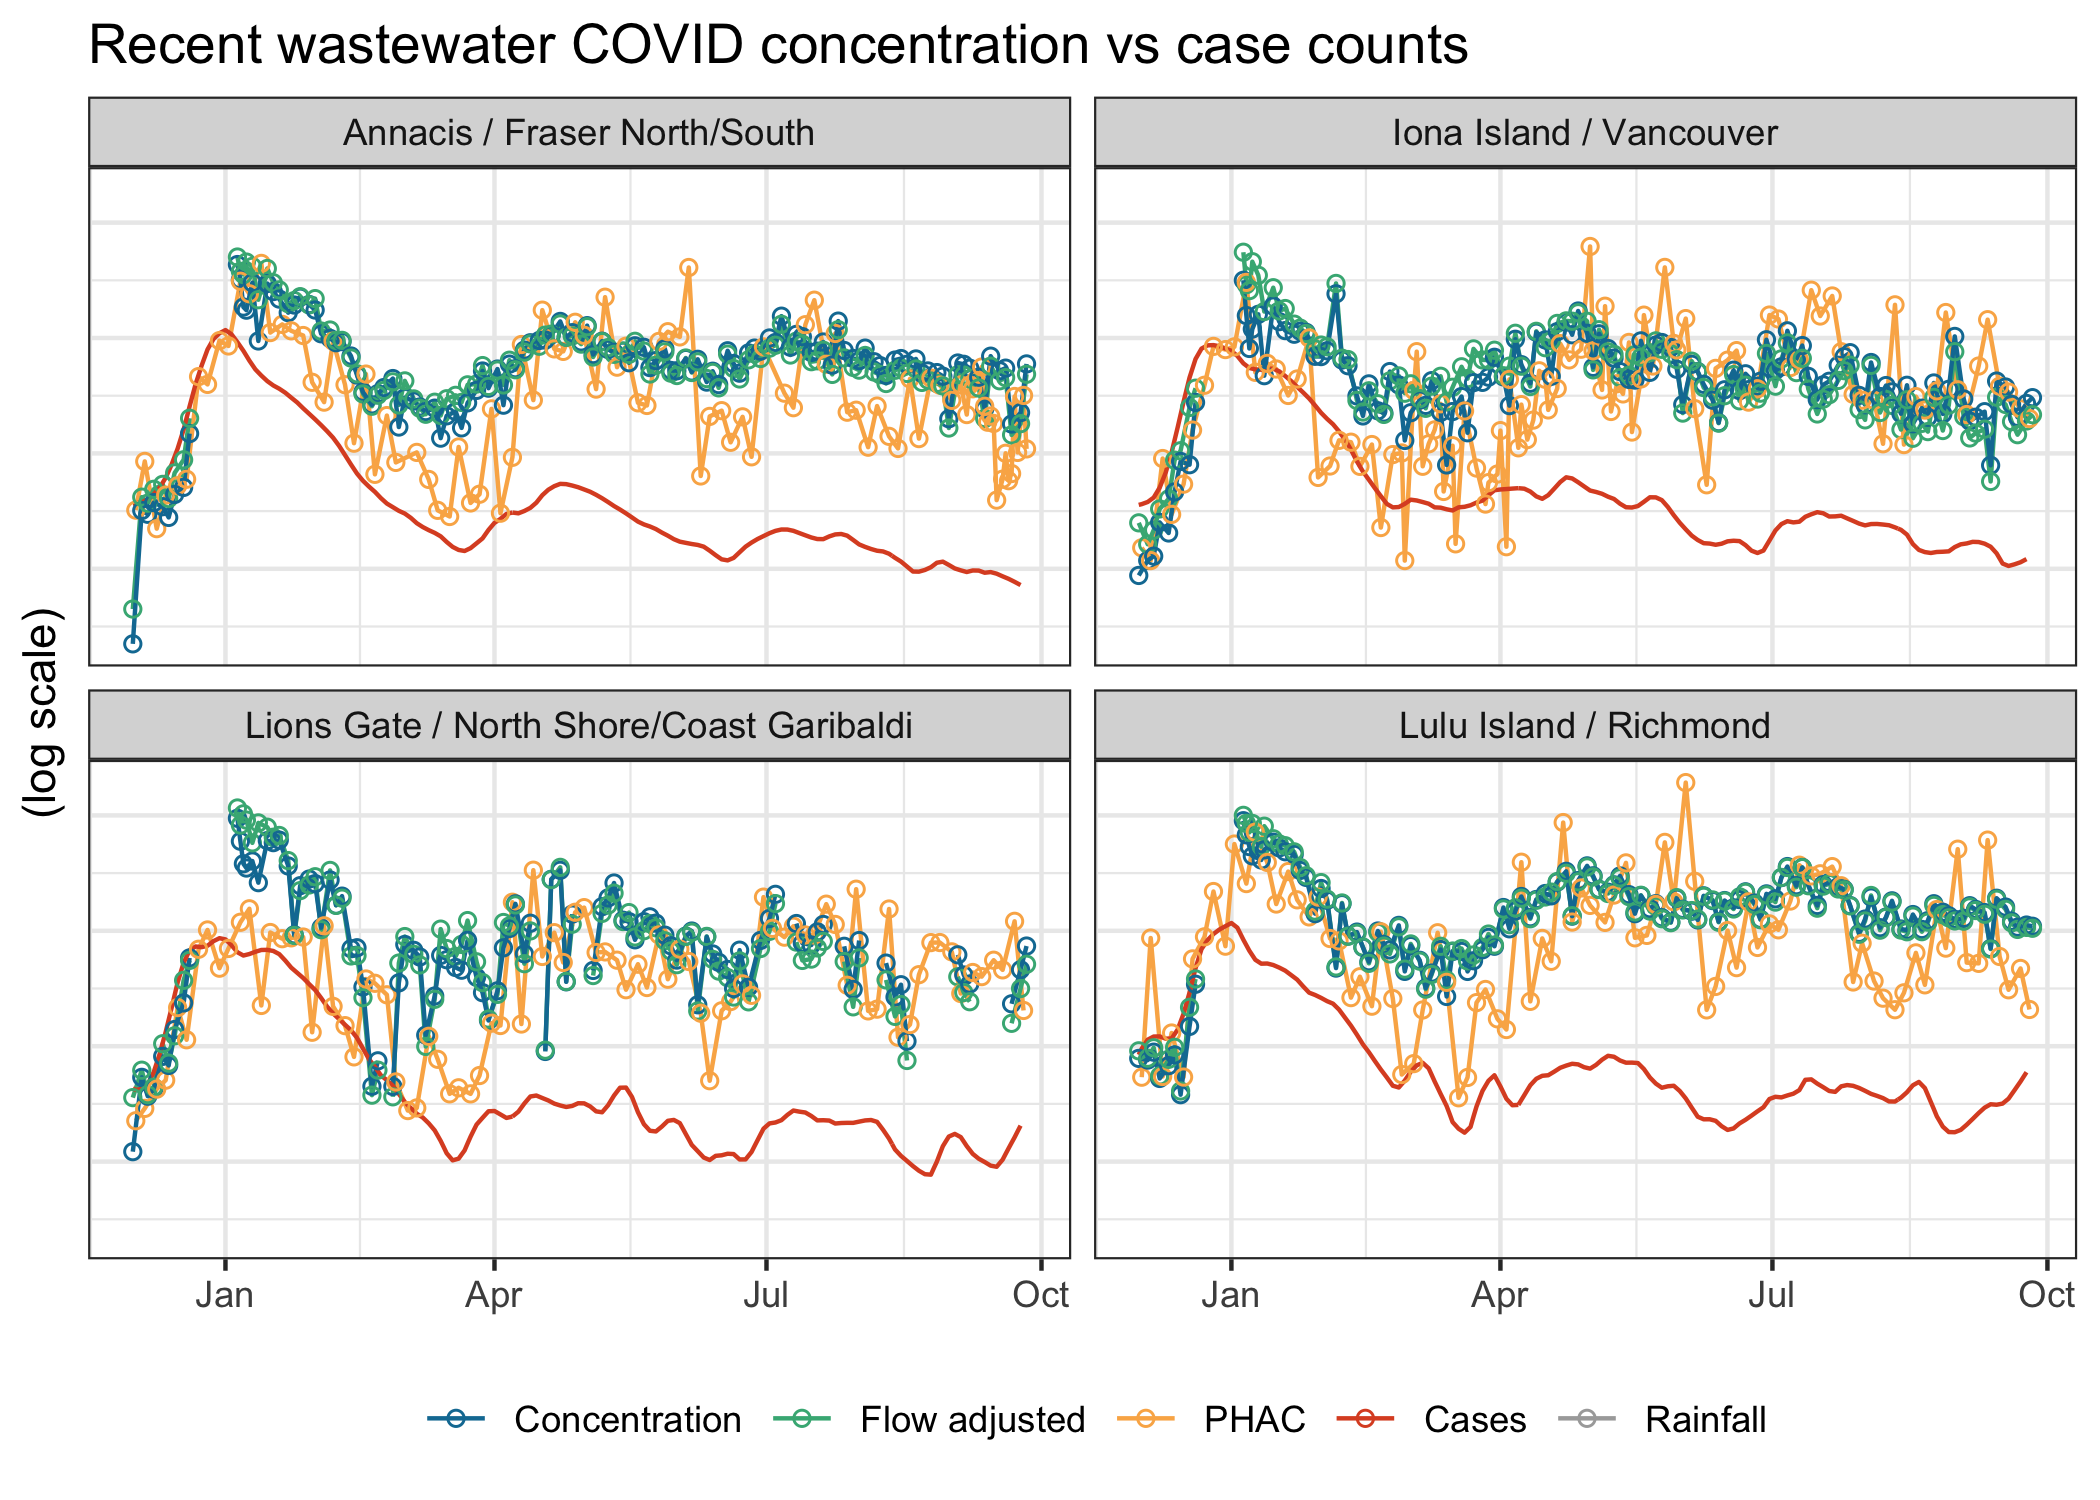 Recent wastewater COVID concentration vs case counts
Annacis / Fraser North/South
Iona Island / Vancouver
(log scale)
Lions Gate / North Shore/Coast Garibaldi
Lulu Island / Richmond
Jan Apr Jul Oct
Jan Apr Jul Oct
Concentration Flow adjusted PHAC Cases Rainfall